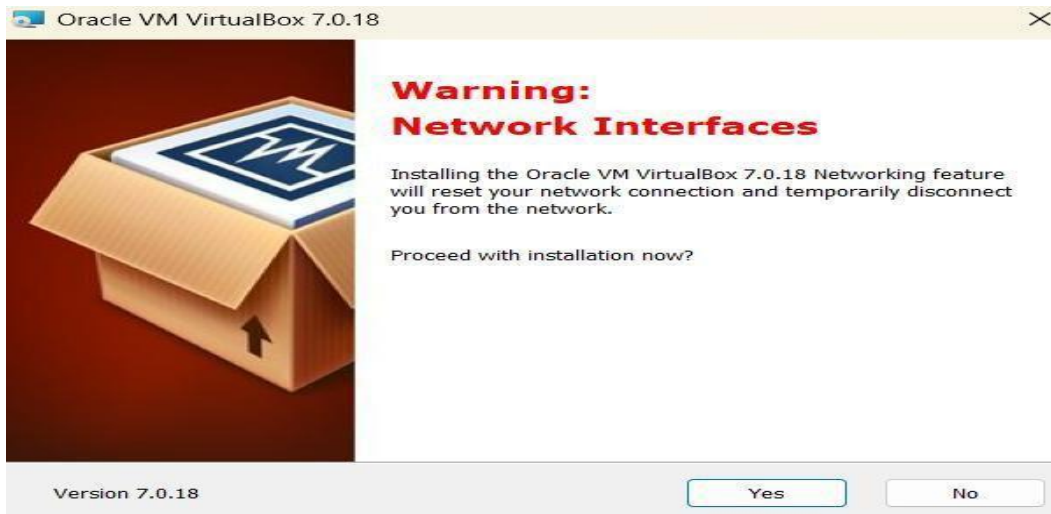 Oracle VM VirtualBox 7.0.18
Warning:
Network Interfaces
Installing the Oracle VM VirtualBox 7.0.18 Networking feature
will reset your network connection and temporarily disconnect
you from the network.
Proceed with installation now?
Version 7.0.18
Yes
No